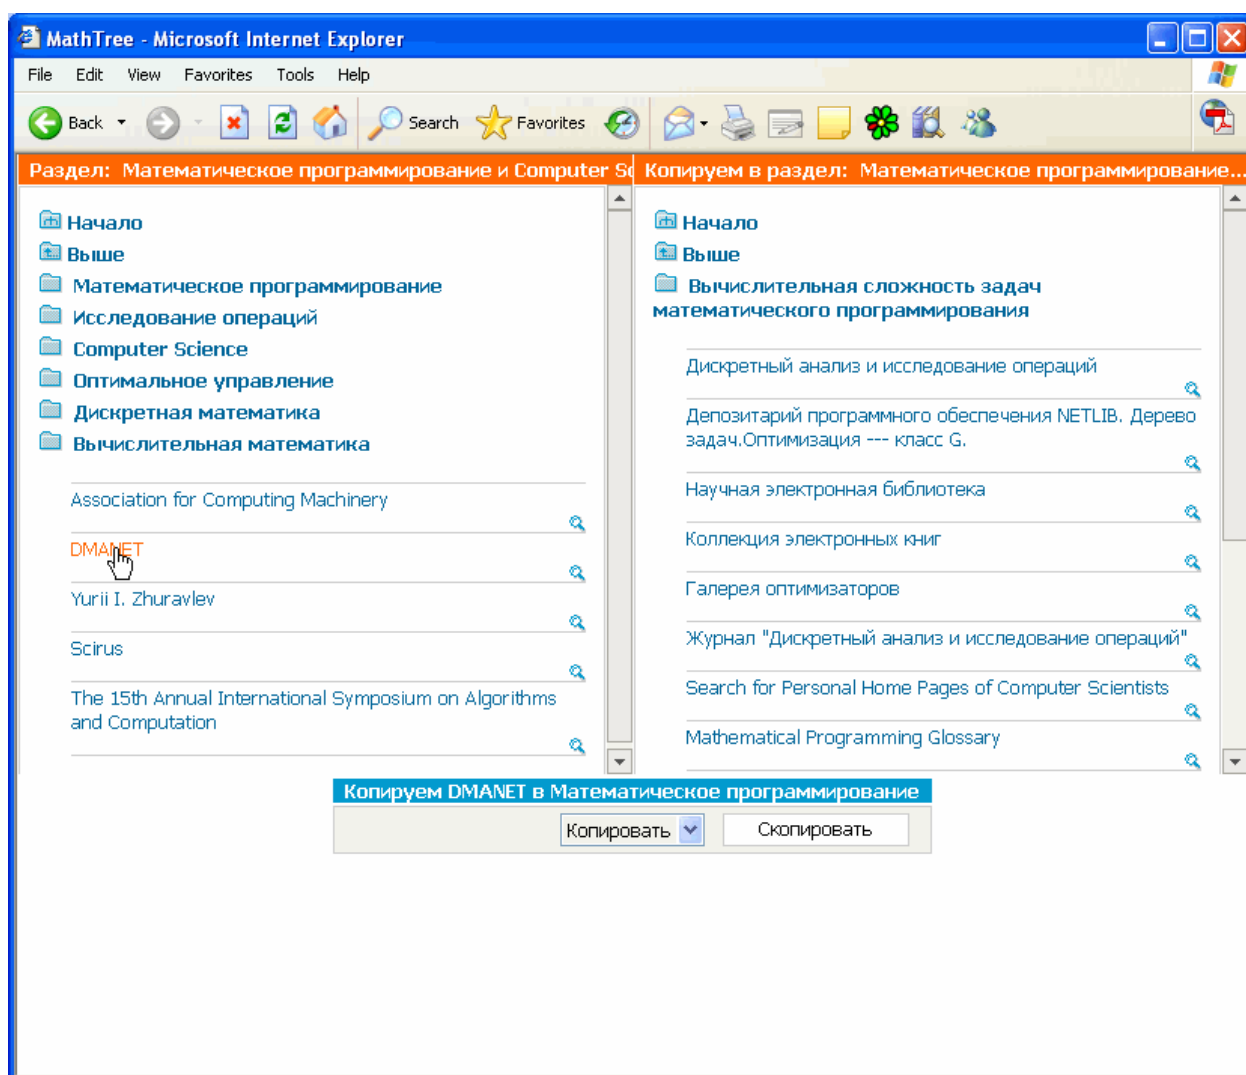 MathTree - Microsoft Internet Explorer
File Edit View Favorites Tools Help
Back Search Favorites
Раздел: Математическое программирование и Computer Sc
Начало
Выше
Математическое программирование
Исследование операций
Computer Science
Оптимальное управление
Дискретная математика
Вычислительная математика
Association for Computing Machinery
DMANET
Yurii I. Zhuravlev
Scirus
The 15th Annual International Symposium on Algorithms
and Computation
Копируем в раздел: Математическое программирование...
Начало
Выше
Вычислительная сложность задач
математического программирования
Дискретный анализ и исследование операций
Депозитарий программного обеспечения NETLIB. Дерево
задач.Оптимизация --- класс G.
Научная электронная библиотека
Коллекция электронных книг
Галерея оптимизаторов
Журнал "Дискретный анализ и исследование операций"
Search for Personal Home Pages of Computer Scientists
Mathematical Programming Glossary
Копируем DMANET в Математическое программирование
Копировать Скопировать